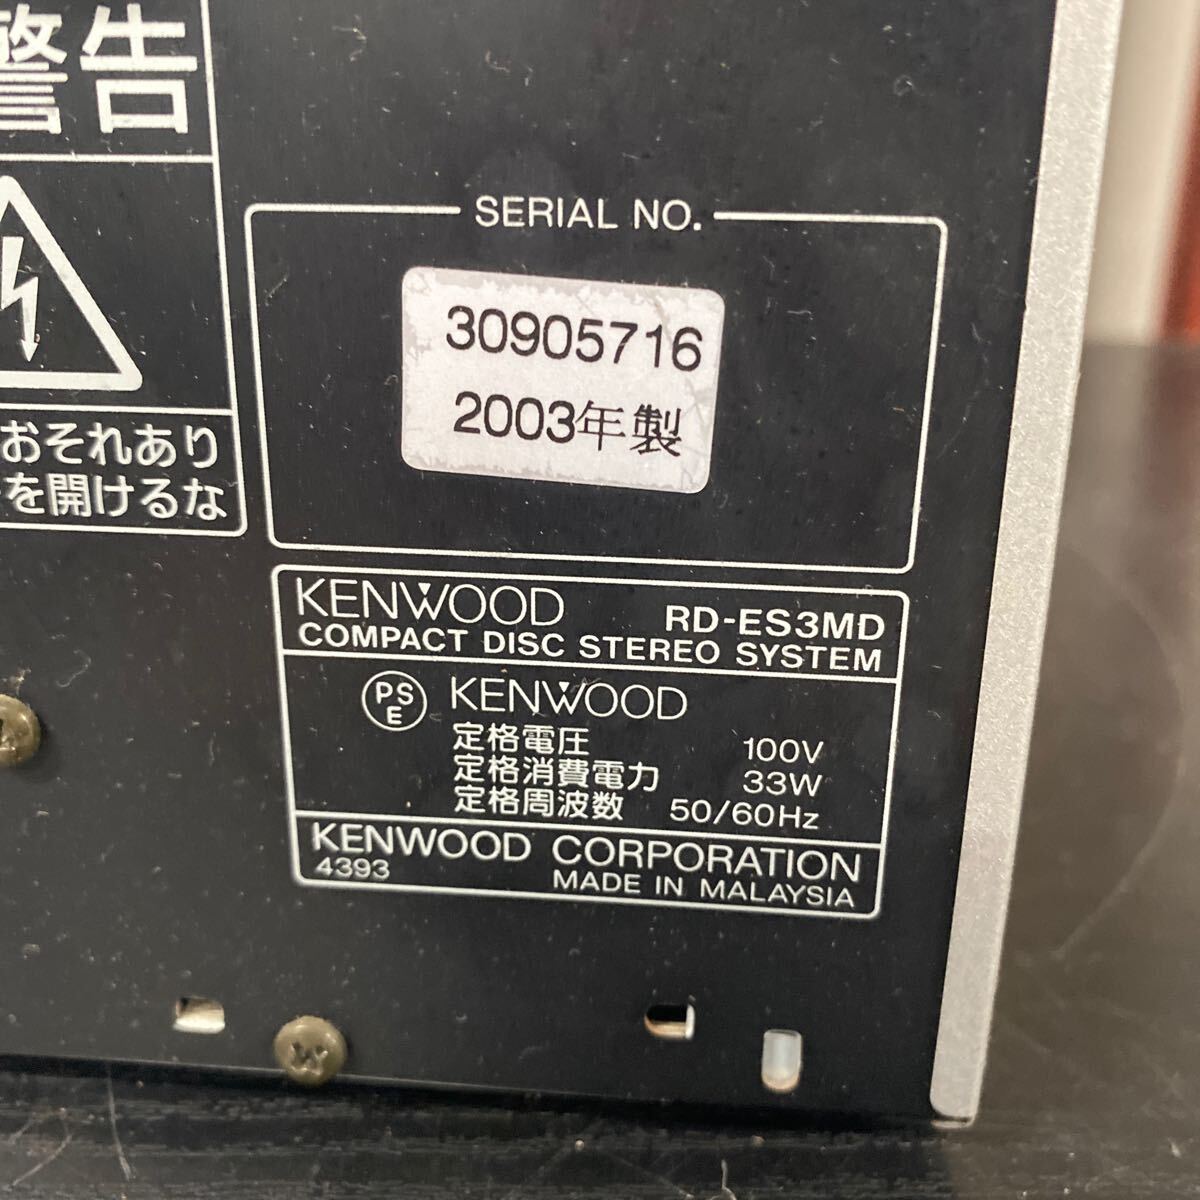 警告
おそれあり
を開けるな
SERIAL NO.
30905716
2003年製
KENWOOD RD-ES3MD
COMPACT DISC STEREO SYSTEM
PSE KENWOOD
定格電圧 100V
定格消費電力 33W
定格周波数 50/60Hz
KENWOOD CORPORATION
4393 MADE IN MALAYSIA